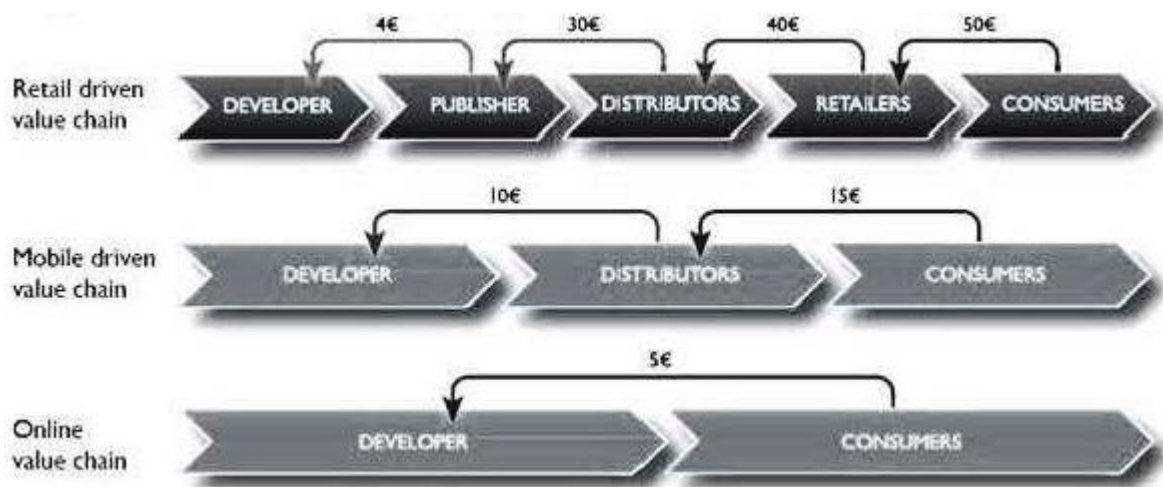 4€ 30€ 40€ 50€
Retail driven
value chain
DEVELOPER PUBLISHER DISTRIBUTORS RETAILERS CONSUMERS
10€ 15€
Mobile driven
value chain
DEVELOPER DISTRIBUTORS CONSUMERS
5€
Online
value chain
DEVELOPER CONSUMERS